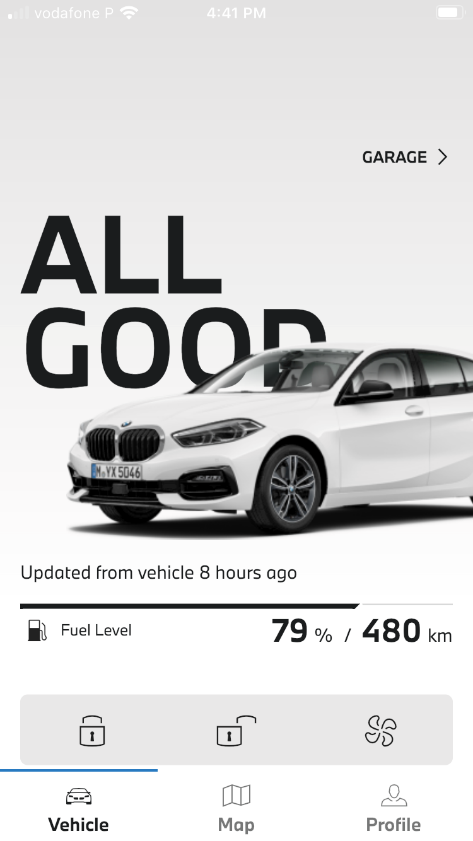 vodafone P
4:41 PM
GARAGE
ALL
GOOD
M YX 5046
Updated from vehicle 8 hours ago
Fuel Level
79 % / 480 km
Vehicle
Map
Profile